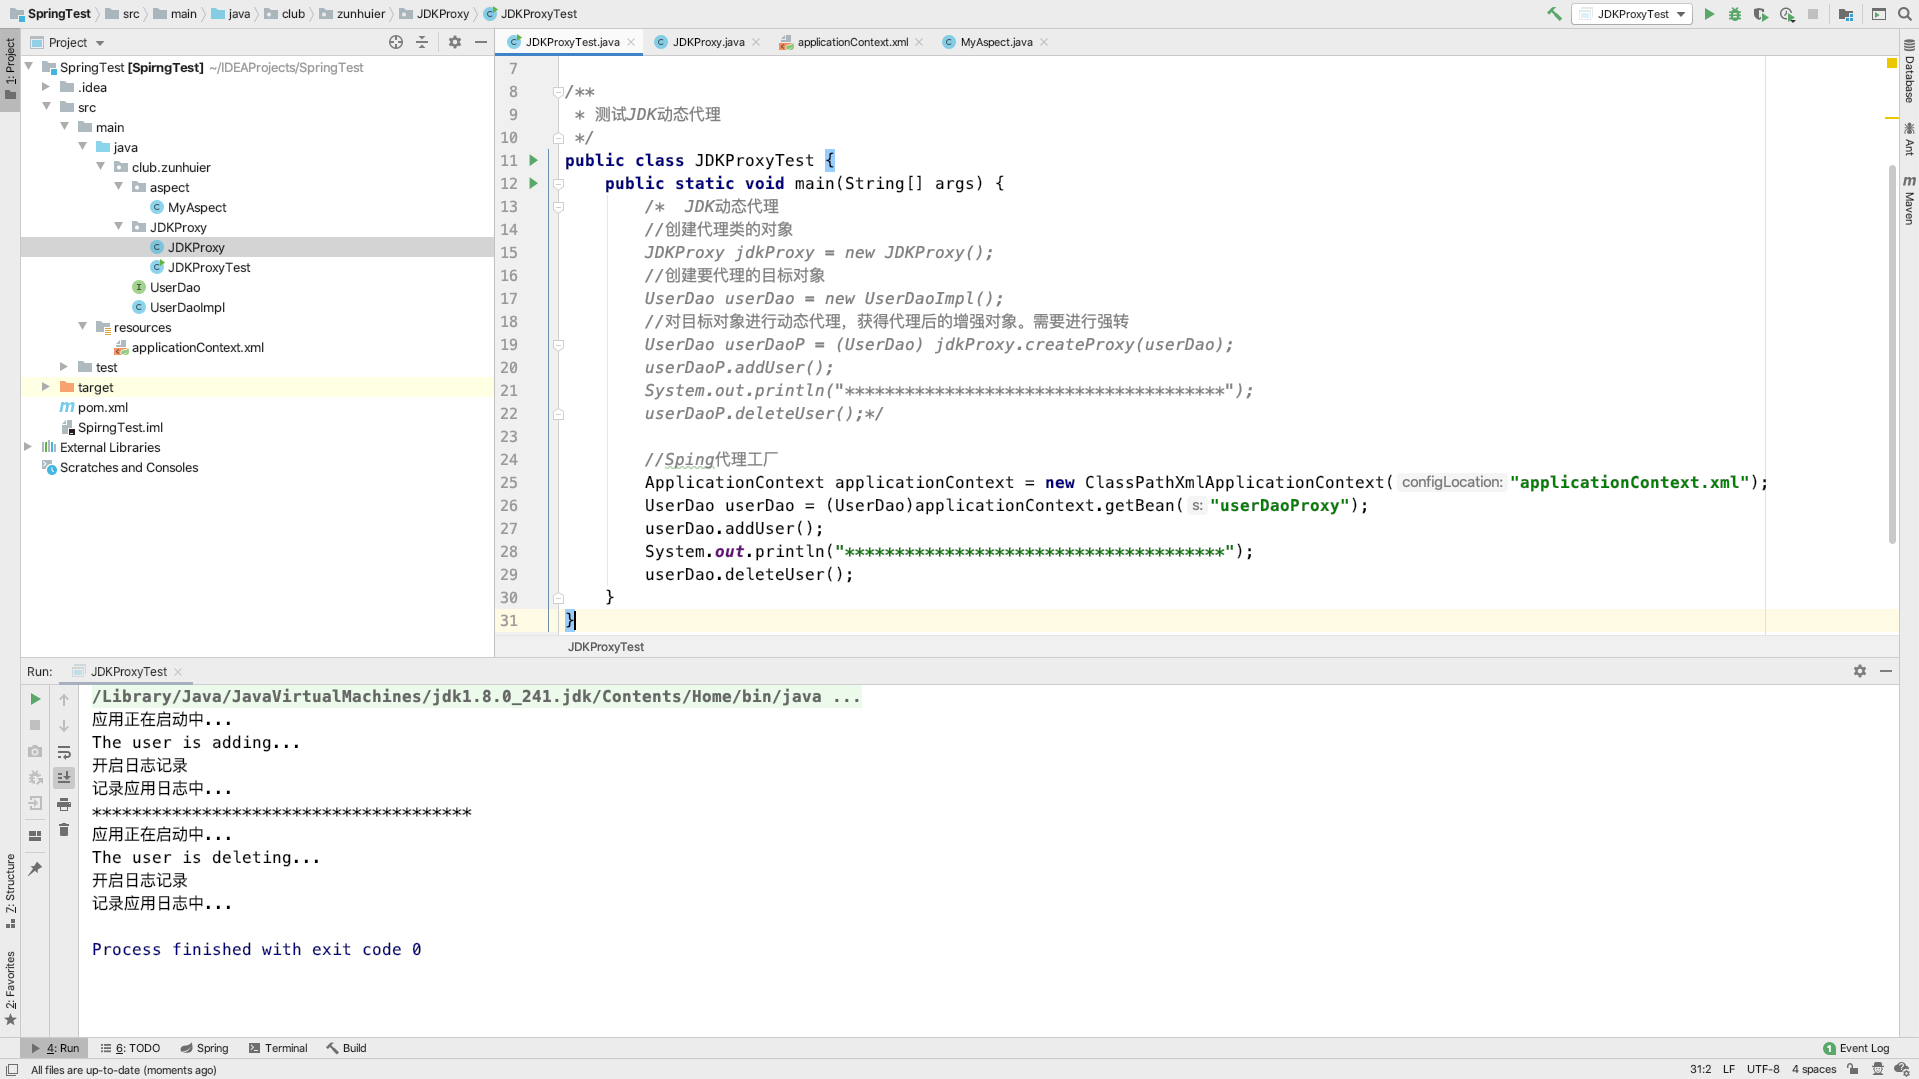 SpringTest src main java club zunhuier JDKProxy JDKProxyTest
JDKProxyTest
Project
JDKProxyTest.java JDKProxy.java applicationContext.xml MyAspect.java
1: Project
SpringTest [SpirngTest] ~/IDEAProjects/SpringTest
.idea
src
main
java
club.zunhuier
aspect
MyAspect
JDKProxy
JDKProxy
JDKProxyTest
UserDao
UserDaoImpl
resources
applicationContext.xml
test
target
pom.xml
SpirngTest.iml
External Libraries
Scratches and Consoles
7
8 /**
9 * 测试JDK动态代理
10 */
11 public class JDKProxyTest {
12 public static void main(String[] args) {
13 /* JDK动态代理
14 //创建代理类的对象
15 JDKProxy jdkProxy = new JDKProxy();
16 //创建要代理的目标对象
17 UserDao userDao = new UserDaoImpl();
18 //对目标对象进行动态代理，获得代理后的增强对象。需要进行强转
19 UserDao userDaoP = (UserDao) jdkProxy.createProxy(userDao);
20 userDaoP.addUser();
21 System.out.println("**************************************");
22 userDaoP.deleteUser();*/
23
24 //Sping代理工厂
25 ApplicationContext applicationContext = new ClassPathXmlApplicationContext( configLocation: "applicationContext.xml");
26 UserDao userDao = (UserDao)applicationContext.getBean( s: "userDaoProxy");
27 userDao.addUser();
28 System.out.println("**************************************");
29 userDao.deleteUser();
30 }
31 }
JDKProxyTest
Database
Ant
Maven
Run: JDKProxyTest
/Library/Java/JavaVirtualMachines/jdk1.8.0_241.jdk/Contents/Home/bin/java ...
应用正在启动中...
The user is adding...
开启日志记录
记录应用日志中...
**************************************
应用正在启动中...
The user is deleting...
开启日志记录
记录应用日志中...
Process finished with exit code 0
7: Structure
2: Favorites
4: Run 6: TODO Spring Terminal Build 1 Event Log
All files are up-to-date (moments ago) 31:2 LF UTF-8 4 spaces